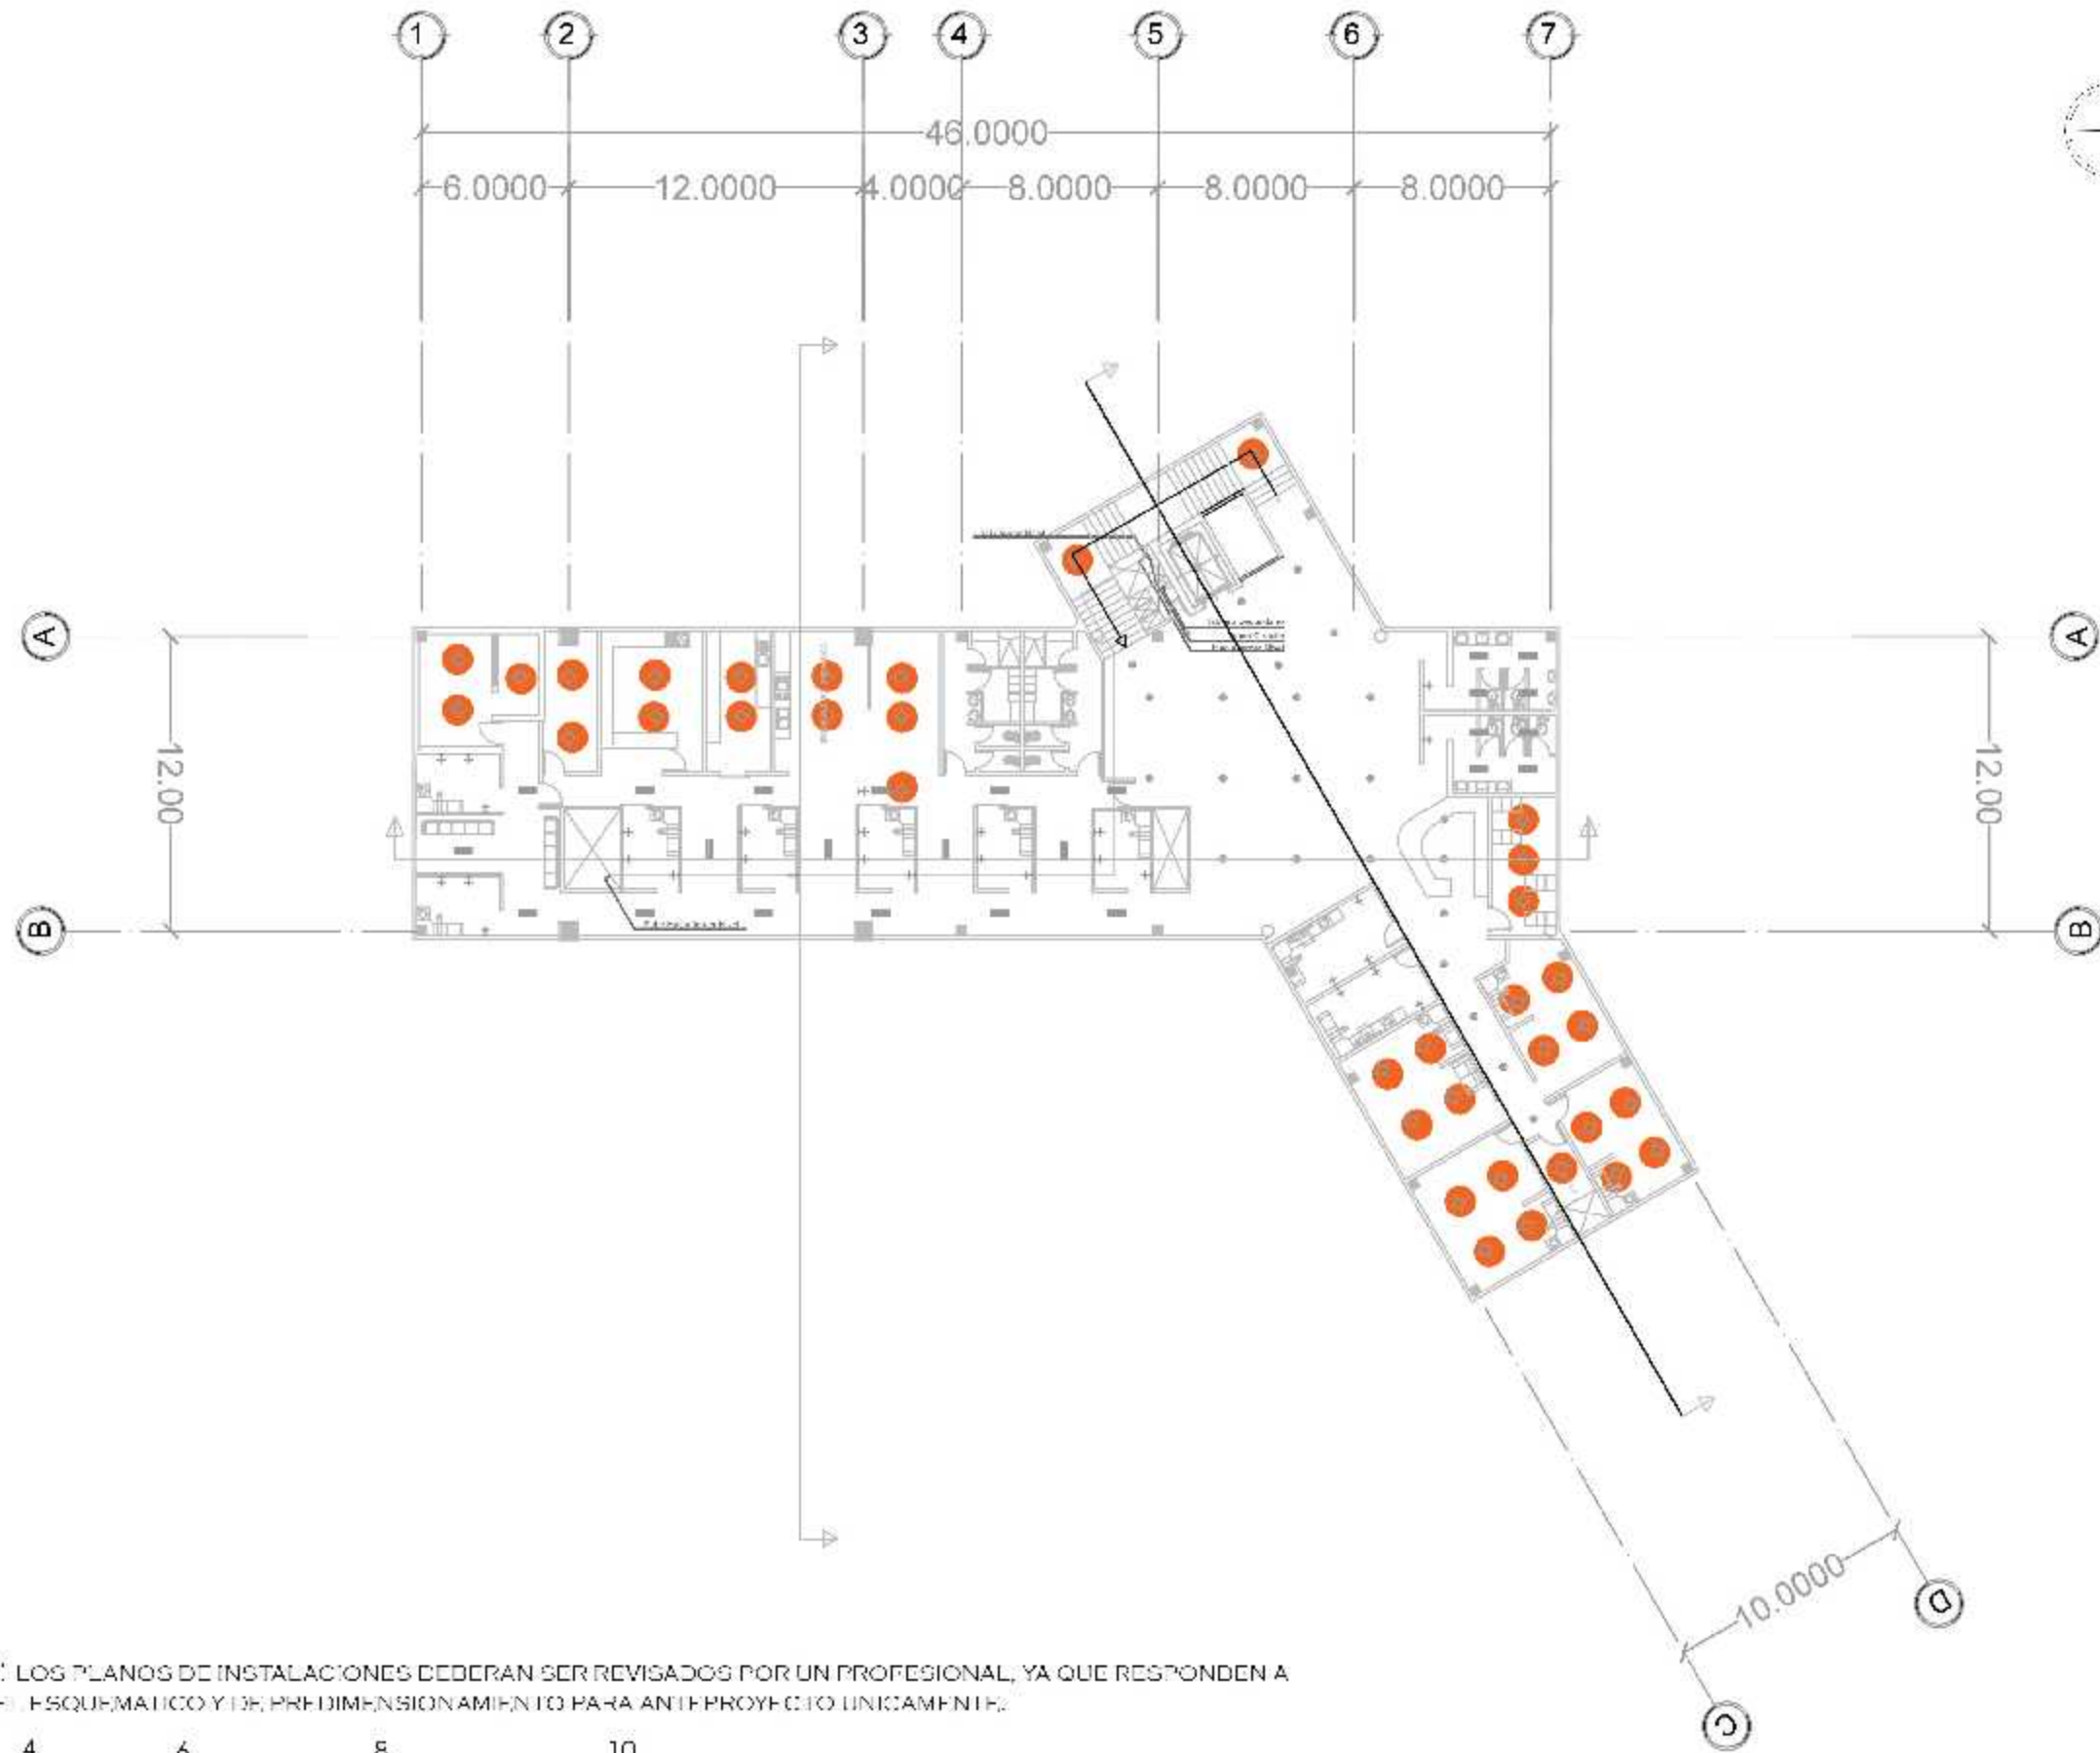 1 2 3 4 5 6 7
46.0000
6.0000 12.0000 4.0000 8.0000 8.0000 8.0000
A A
12.00 12.00
B B
10.0000
D
C
LOS PLANOS DE INSTALACIONES DEBERAN SER REVISADOS POR UN PROFESIONAL, YA QUE RESPONDEN A
ESQUEMATICO Y DE PREDIMENSIONAMIENTO PARA ANTEPROYECTO UNICAMENTE.
4 6 8 10